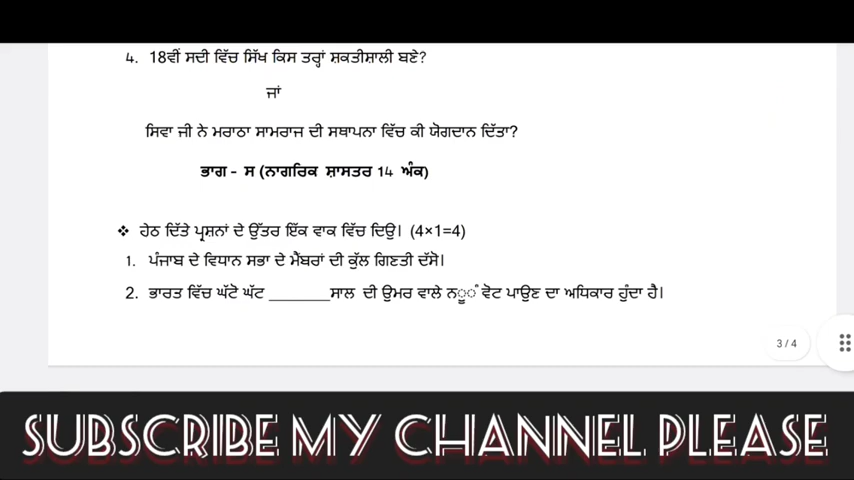 4. 18ਵੀਂ ਸਦੀ ਵਿੱਚ ਸਿੱਖ ਕਿਸ ਤਰ੍ਹਾਂ ਸ਼ਕਤੀਸ਼ਾਲੀ ਬਣੇ?
ਜਾਂ
ਸਿਵਾ ਜੀ ਨੇ ਮਰਾਠਾ ਸਾਮਰਾਜ ਦੀ ਸਥਾਪਨਾ ਵਿੱਚ ਕੀ ਯੋਗਦਾਨ ਦਿੱਤਾ?
ਭਾਗ - ਸ (ਨਾਗਰਿਕ ਸ਼ਾਸਤਰ 14 ਅੰਕ)
❖ ਹੇਠ ਦਿੱਤੇ ਪ੍ਰਸ਼ਨਾਂ ਦੇ ਉੱਤਰ ਇੱਕ ਵਾਕ ਵਿੱਚ ਦਿਉ। (4×1=4)
1. ਪੰਜਾਬ ਦੇ ਵਿਧਾਨ ਸਭਾ ਦੇ ਮੈਂਬਰਾਂ ਦੀ ਕੁੱਲ ਗਿਣਤੀ ਦੱਸੋ।
2. ਭਾਰਤ ਵਿੱਚ ਘੱਟੋ ਘੱਟ _______ਸਾਲ ਦੀ ਉਮਰ ਵਾਲੇ ਨੂੂੰ ਵੋਟ ਪਾਉਣ ਦਾ ਅਧਿਕਾਰ ਹੁੰਦਾ ਹੈ।
3 / 4
SUBSCRIBE MY CHANNEL PLEASE